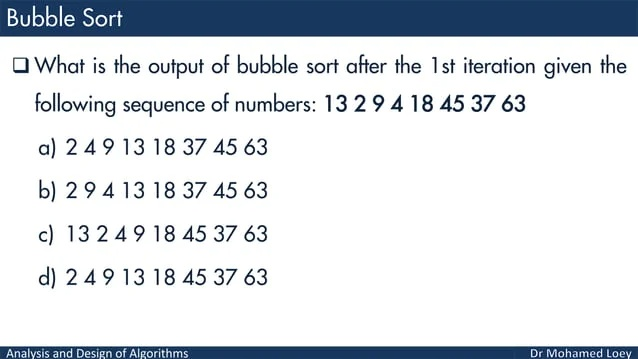 Bubble Sort
❑ What is the output of bubble sort after the 1st iteration given the
following sequence of numbers: 13 2 9 4 18 45 37 63
a) 2 4 9 13 18 37 45 63
b) 2 9 4 13 18 37 45 63
c) 13 2 4 9 18 45 37 63
d) 2 4 9 13 18 45 37 63
Analysis and Design of Algorithms
Dr Mohamed Loey